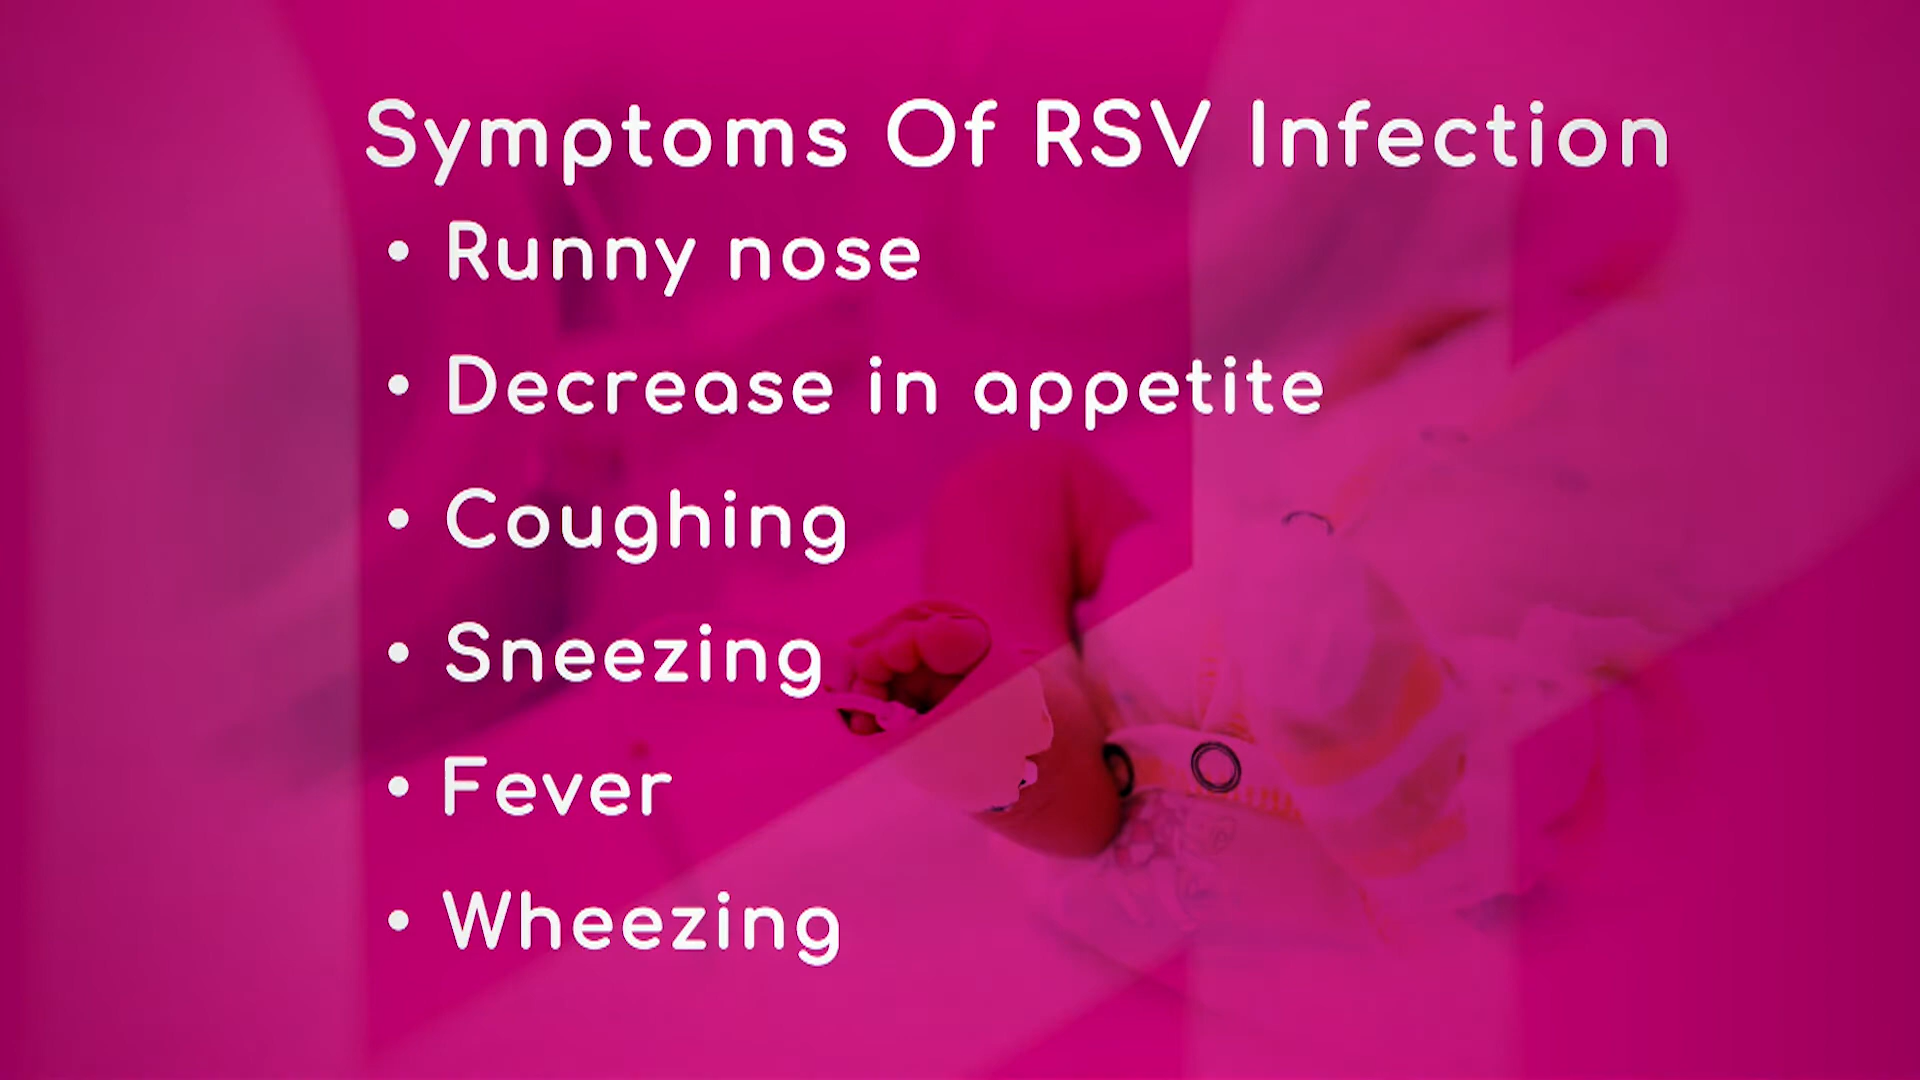 Symptoms Of RSV Infection
• Runny nose
• Decrease in appetite
• Coughing
• Sneezing
• Fever
• Wheezing